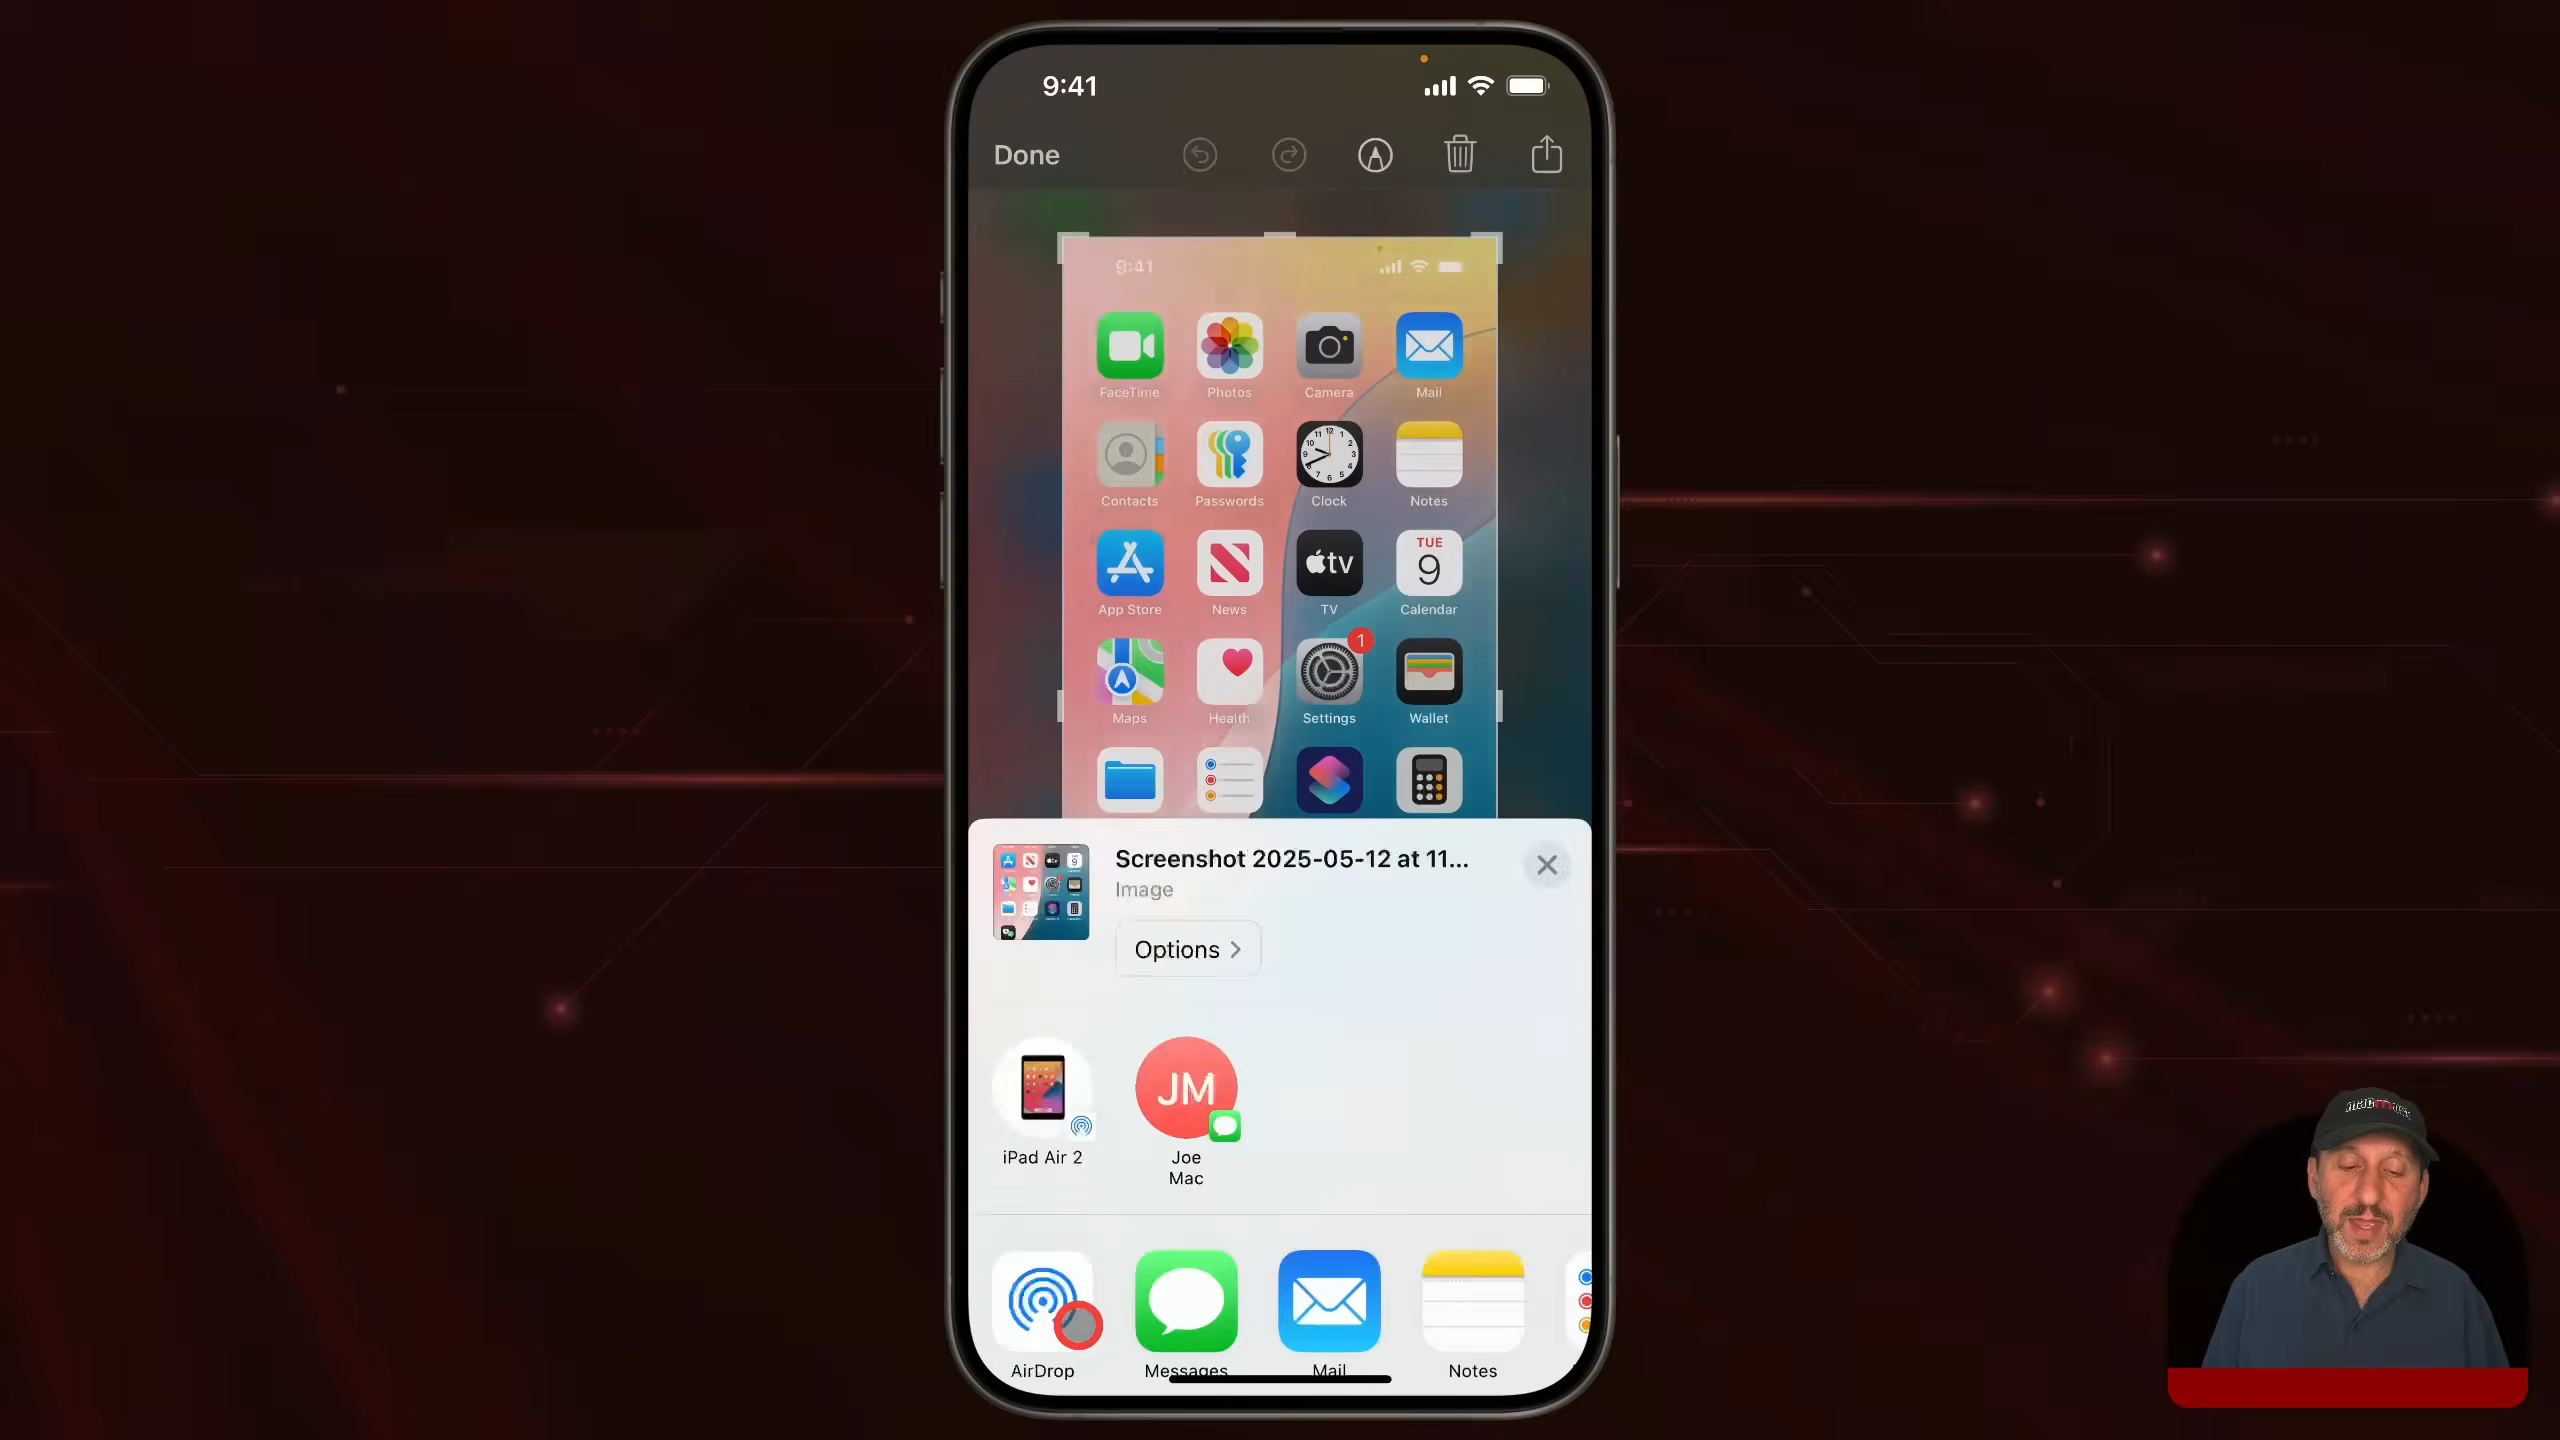 9:41
Done
9:41
FaceTime Photos Camera Mail
Contacts Passwords Clock Notes
TUE
9
tv
App Store News TV Calendar
1
Maps Health Settings Wallet
Screenshot 2025-05-12 at 11...
Image
Options
JM
iPad Air 2
Joe
Mac
AirDrop Messages Mail Notes